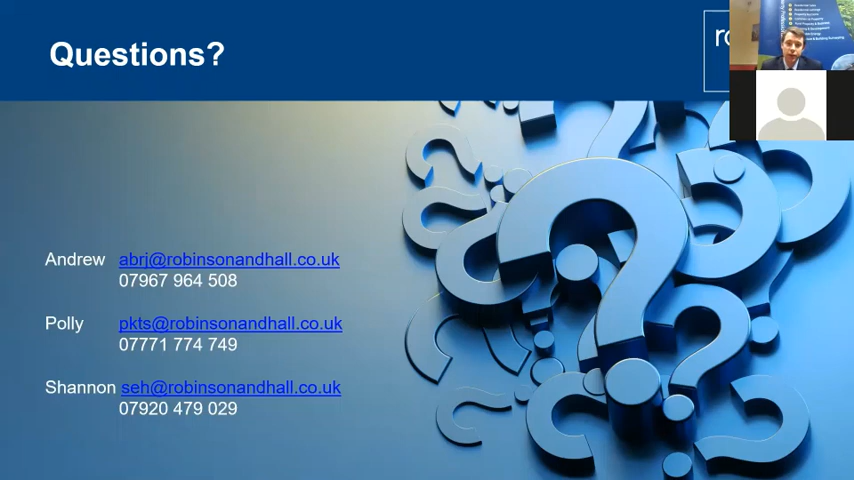 Questions?
ro
Andrew abrj@robinsonandhall.co.uk
07967 964 508
Polly pkts@robinsonandhall.co.uk
07771 774 749
Shannon seh@robinsonandhall.co.uk
07920 479 029